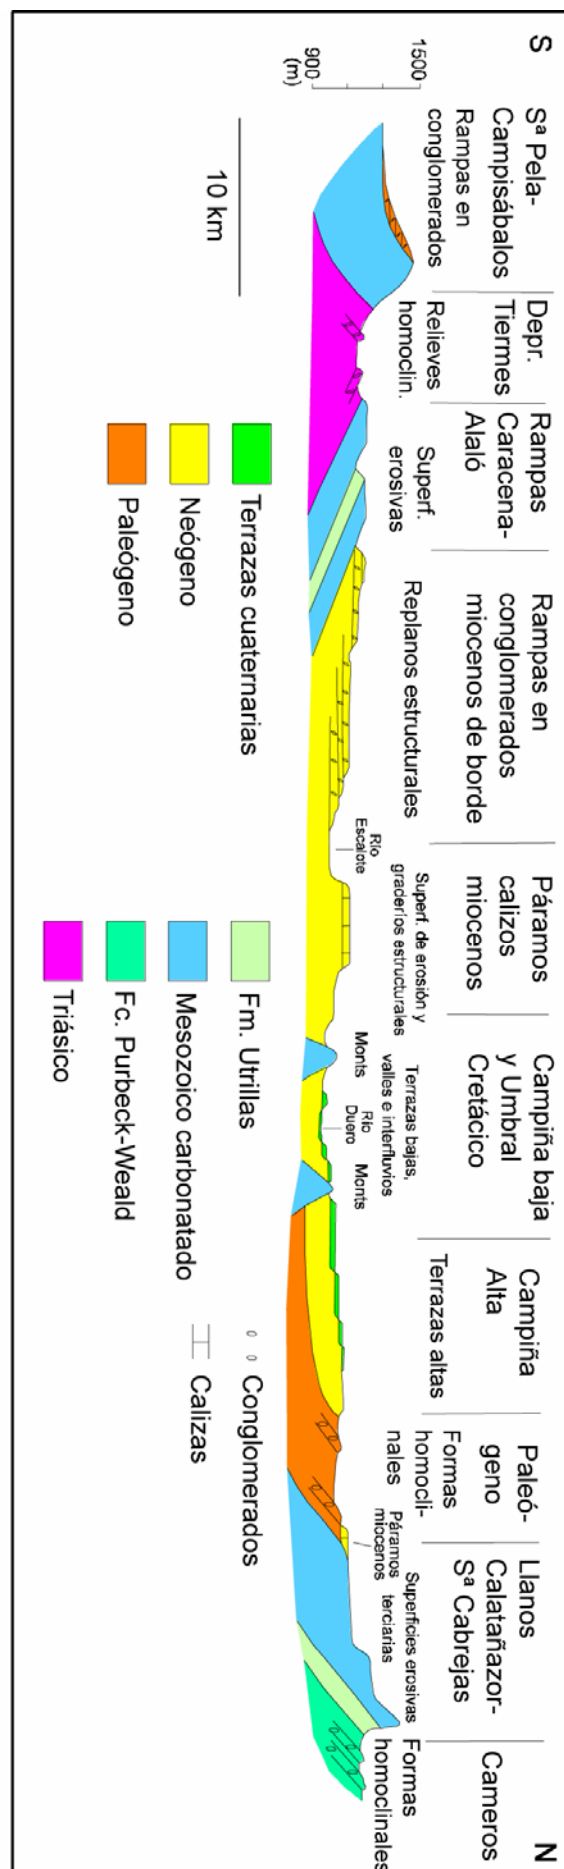 S
N
Sª Pela-
Campisábalos
Rampas en
conglomerados
Depr.
Tiermes
Relieves
homoclin.
Rampas
Caracena-
Alaló
Superf.
erosivas
Rampas en
conglomerados
miocenos de borde
Replanos estructurales
Páramos
calizos
miocenos
Superf. de erosión y
graderíos estructurales
Campiña baja
y Umbral
Cretácico
Terrazas bajas,
valles e interfluvios
Campiña
Alta
Terrazas altas
Paleó-
geno
Formas
homocli-
nales
Llanos
Calatañazor-
Sª Cabrejas
Superficies erosivas
terciarias
Páramos
miocenos
Cameros
Formas
homoclinales
1500
900
(m)
Río
Escalote
Monts
Río
Duero
Monts
10 km
Terrazas cuaternarias
Neógeno
Paleógeno
Fm. Utrillas
Mesozoico carbonatado
Fc. Purbeck-Weald
Triásico
Conglomerados
Calizas